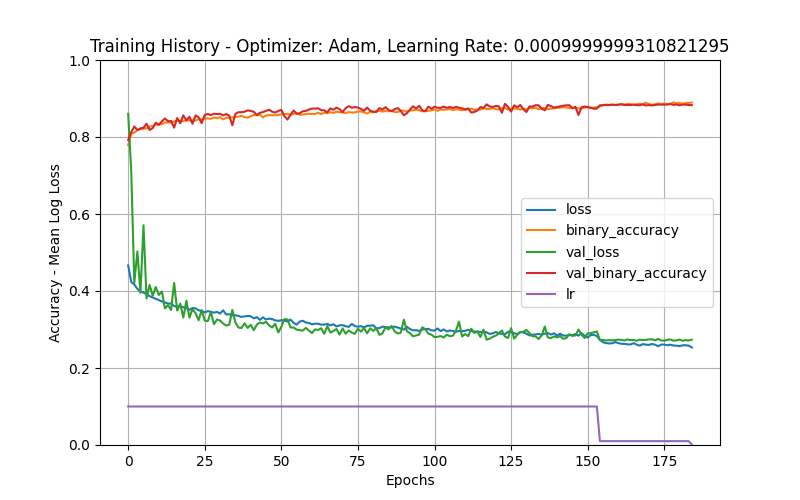 Training History - Optimizer: Adam, Learning Rate: 0.0009999999310821295
1.0
0.8
0.6
0.4
0.2
0.0
Accuracy - Mean Log Loss
loss
binary_accuracy
val_loss
val_binary_accuracy
lr
0 25 50 75 100 125 150 175
Epochs